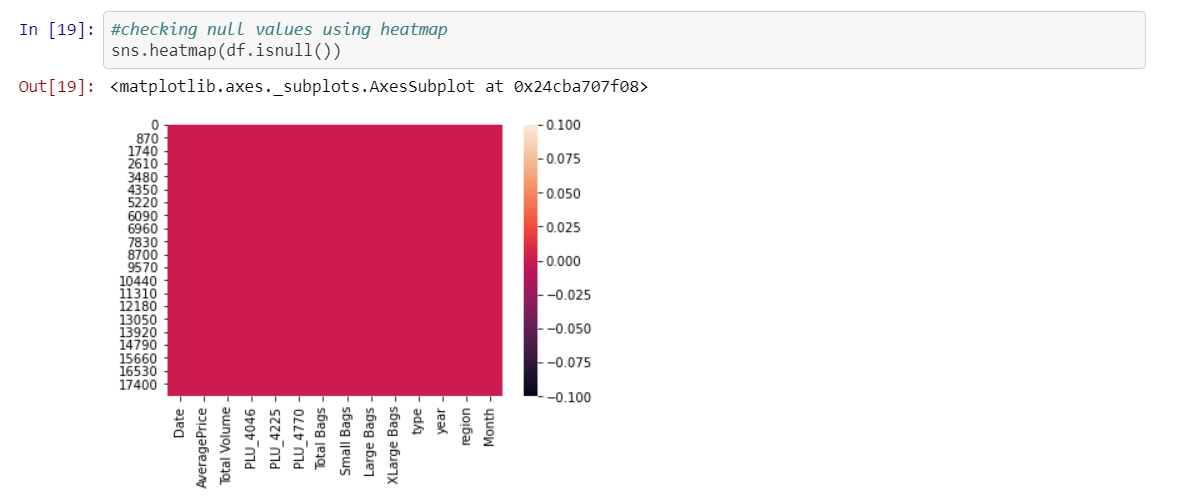 In [19]: #checking null values using heatmap
sns.heatmap(df.isnull())
Out[19]: <matplotlib.axes._subplots.AxesSubplot at 0x24cba707f08>
0
870
1740
2610
3480
4350
5220
6090
6960
7830
8700
9570
10440
11310
12180
13050
13920
14790
15660
16530
17400
Date
AveragePrice
Total Volume
PLU_4046
PLU_4225
PLU_4770
Total Bags
Small Bags
Large Bags
XLarge Bags
type
year
region
Month
0.100
0.075
0.050
0.025
0.000
−0.025
−0.050
−0.075
−0.100